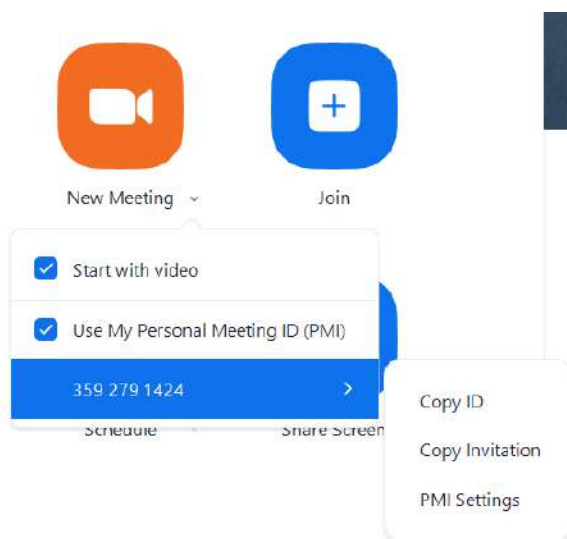 New Meeting
Join
Start with video
Use My Personal Meeting ID (PMI)
359 279 1424
Schedule
Share Screen
Copy ID
Copy Invitation
PMI Settings